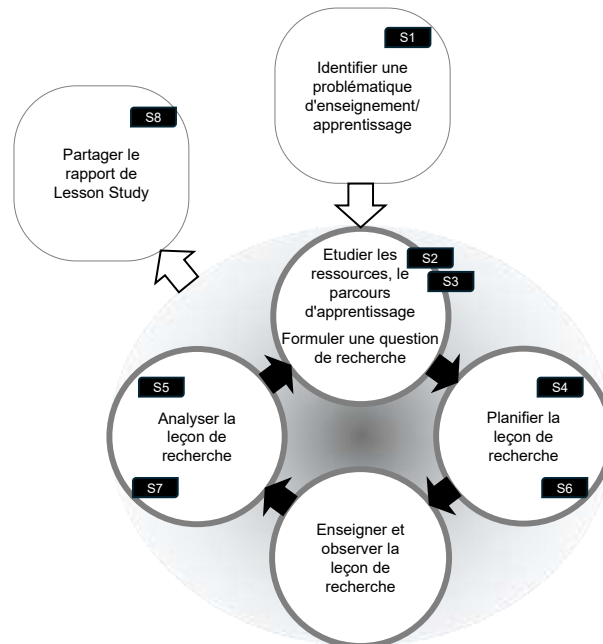 S1
Identifier une
problématique
d'enseignement/
apprentissage
S8
Partager le
rapport de
Lesson Study
Etudier les
ressources, le
parcours
d'apprentissage
Formuler une question
de recherche
S2
S3
S4
Planifier la
leçon de
recherche
S6
Enseigner et
observer la
leçon de
recherche
S5
Analyser la
leçon de
recherche
S7